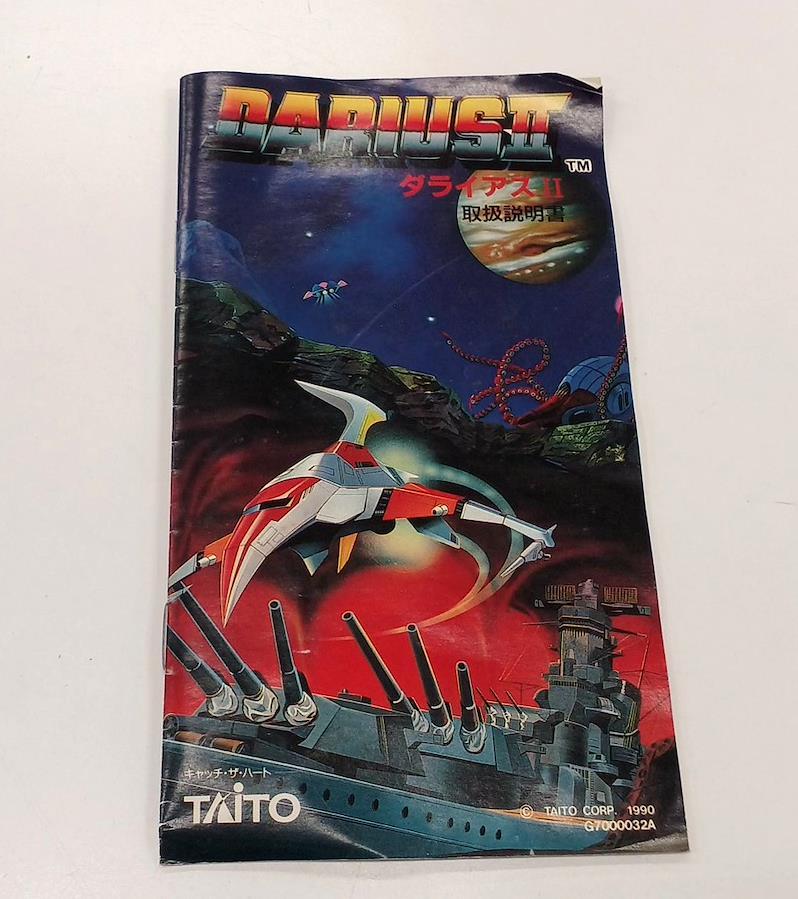 DARIUS II
TM
ダライアスII
取扱説明書
キャッチ・ザ・ハート
TAITO
© TAITO CORP. 1990
G7000032A